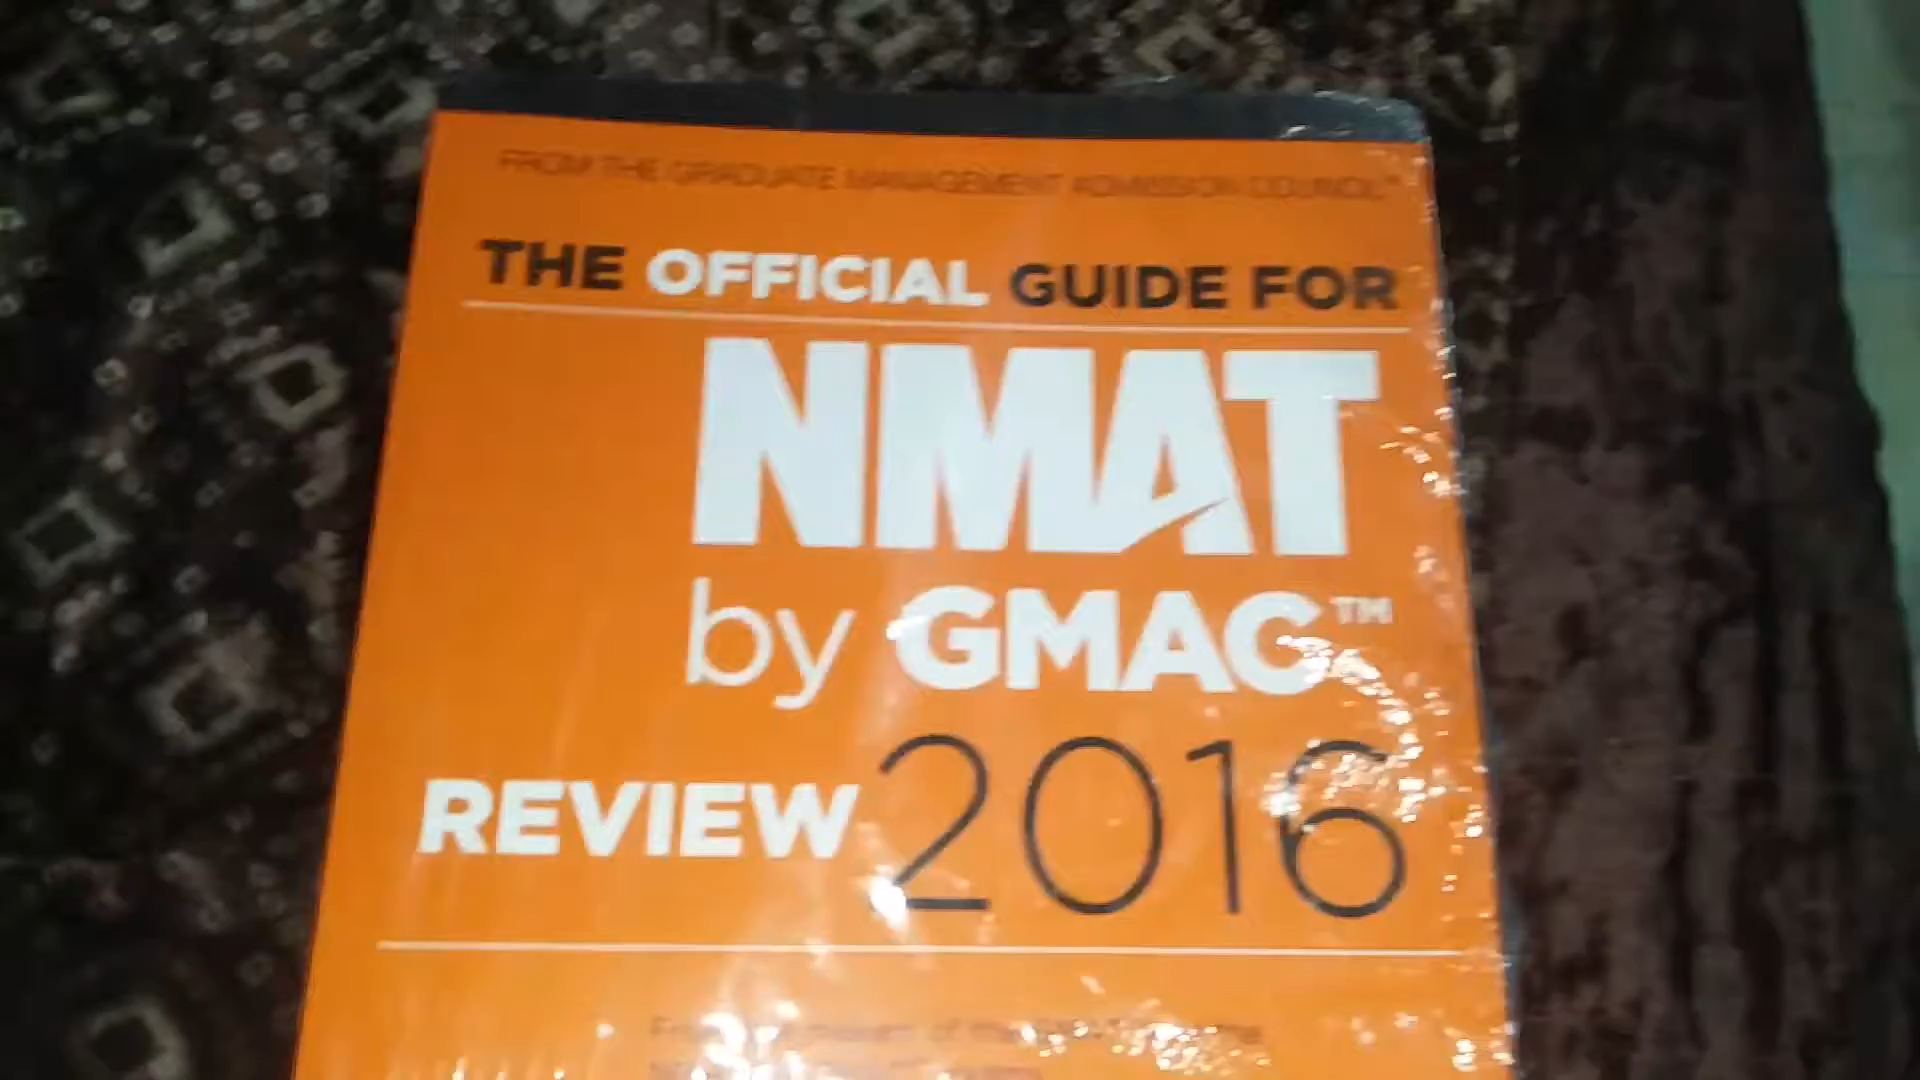 FROM THE GRADUATE MANAGEMENT ADMISSION COUNCIL™
THE OFFICIAL GUIDE FOR
NMAT
by GMAC™
REVIEW 2016